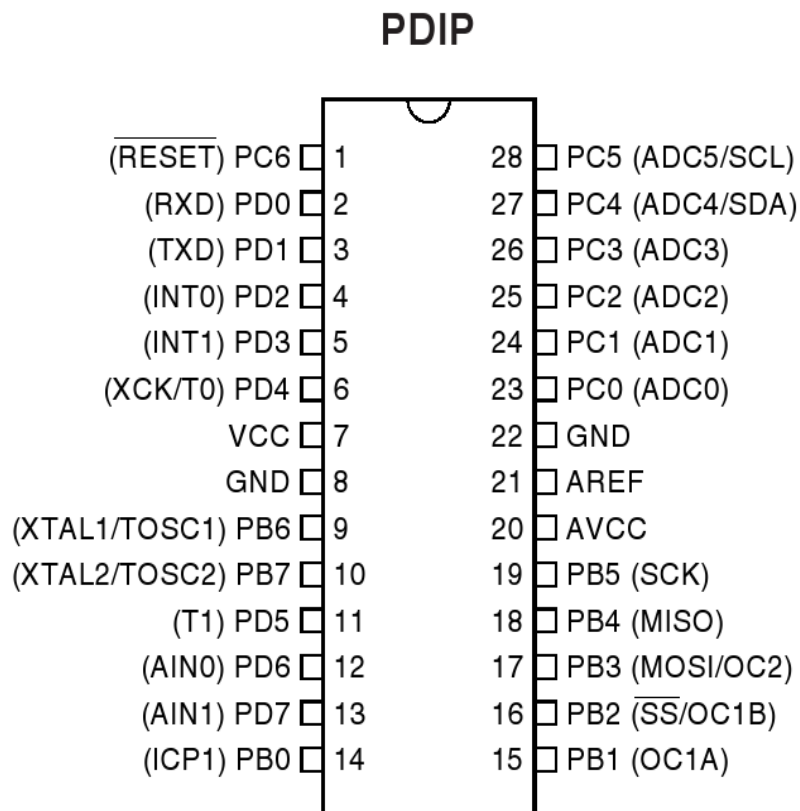 PDIP
(RESET) PC6 1 28 PC5 (ADC5/SCL)
(RXD) PD0 2 27 PC4 (ADC4/SDA)
(TXD) PD1 3 26 PC3 (ADC3)
(INT0) PD2 4 25 PC2 (ADC2)
(INT1) PD3 5 24 PC1 (ADC1)
(XCK/T0) PD4 6 23 PC0 (ADC0)
VCC 7 22 GND
GND 8 21 AREF
(XTAL1/TOSC1) PB6 9 20 AVCC
(XTAL2/TOSC2) PB7 10 19 PB5 (SCK)
(T1) PD5 11 18 PB4 (MISO)
(AIN0) PD6 12 17 PB3 (MOSI/OC2)
(AIN1) PD7 13 16 PB2 (SS/OC1B)
(ICP1) PB0 14 15 PB1 (OC1A)